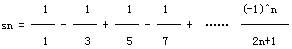 sn = 1/1 - 1/3 + 1/5 - 1/7 + …… (-1)^n/2n+1